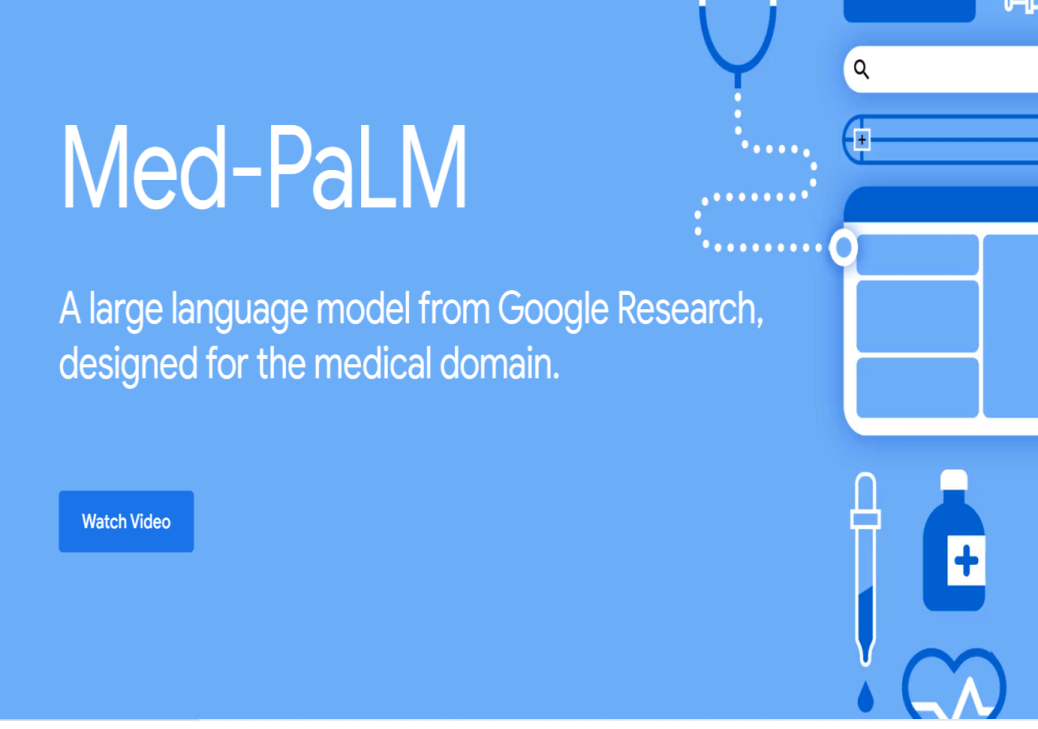 Med-PaLM
A large language model from Google Research,
designed for the medical domain.
Watch Video